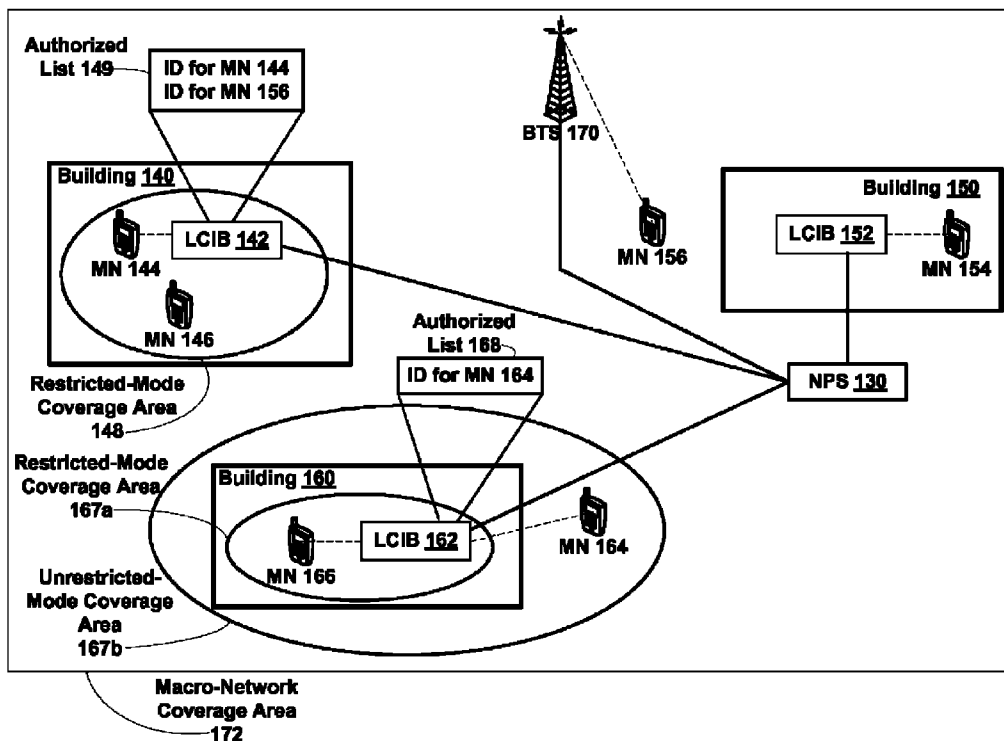 Authorized
List 149
ID for MN 144
ID for MN 156
BTS 170
Building 140
LCIB 142
MN 144
MN 146
MN 156
Building 150
LCIB 152
MN 154
Restricted-Mode
Coverage Area
148
Authorized
List 168
ID for MN 164
NPS 130
Restricted-Mode
Coverage Area
167a
Building 160
LCIB 162
MN 166
MN 164
Unrestricted-
Mode Coverage
Area
167b
Macro-Network
Coverage Area
172